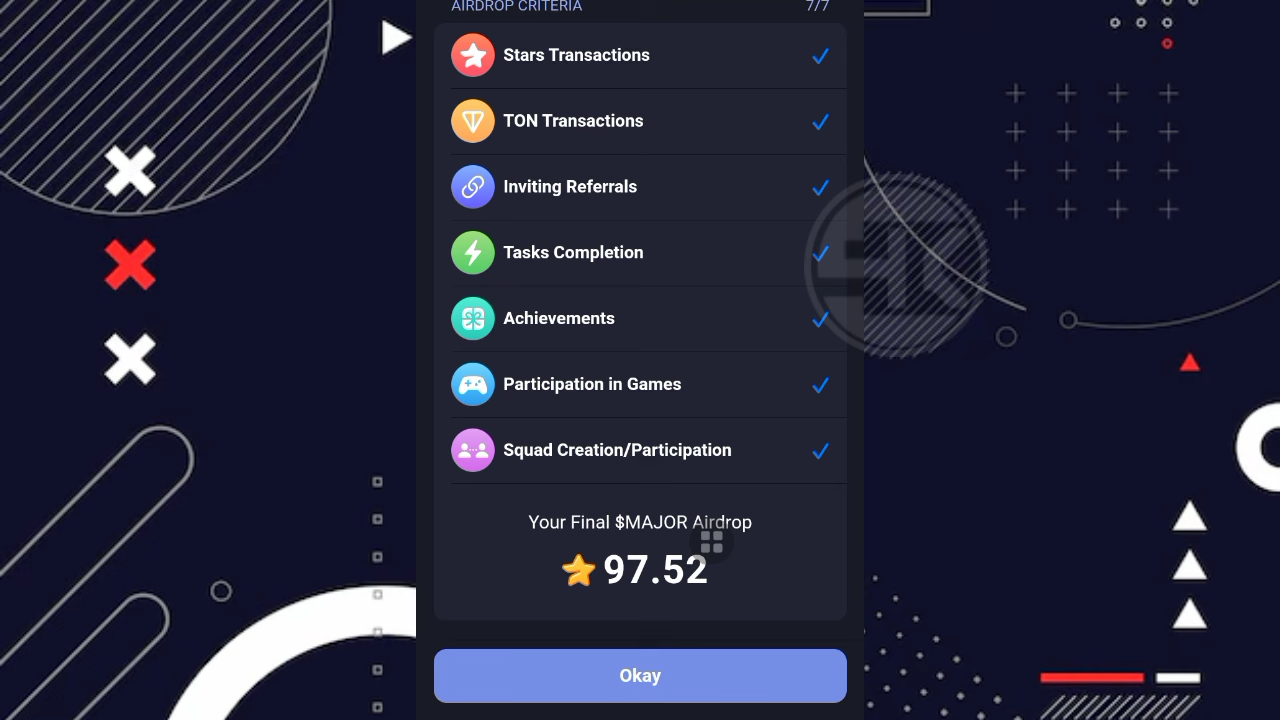 AIRDROP CRITERIA 7/7
Stars Transactions
TON Transactions
Inviting Referrals
Tasks Completion
Achievements
Participation in Games
Squad Creation/Participation
Your Final $MAJOR Airdrop
97.52
Okay